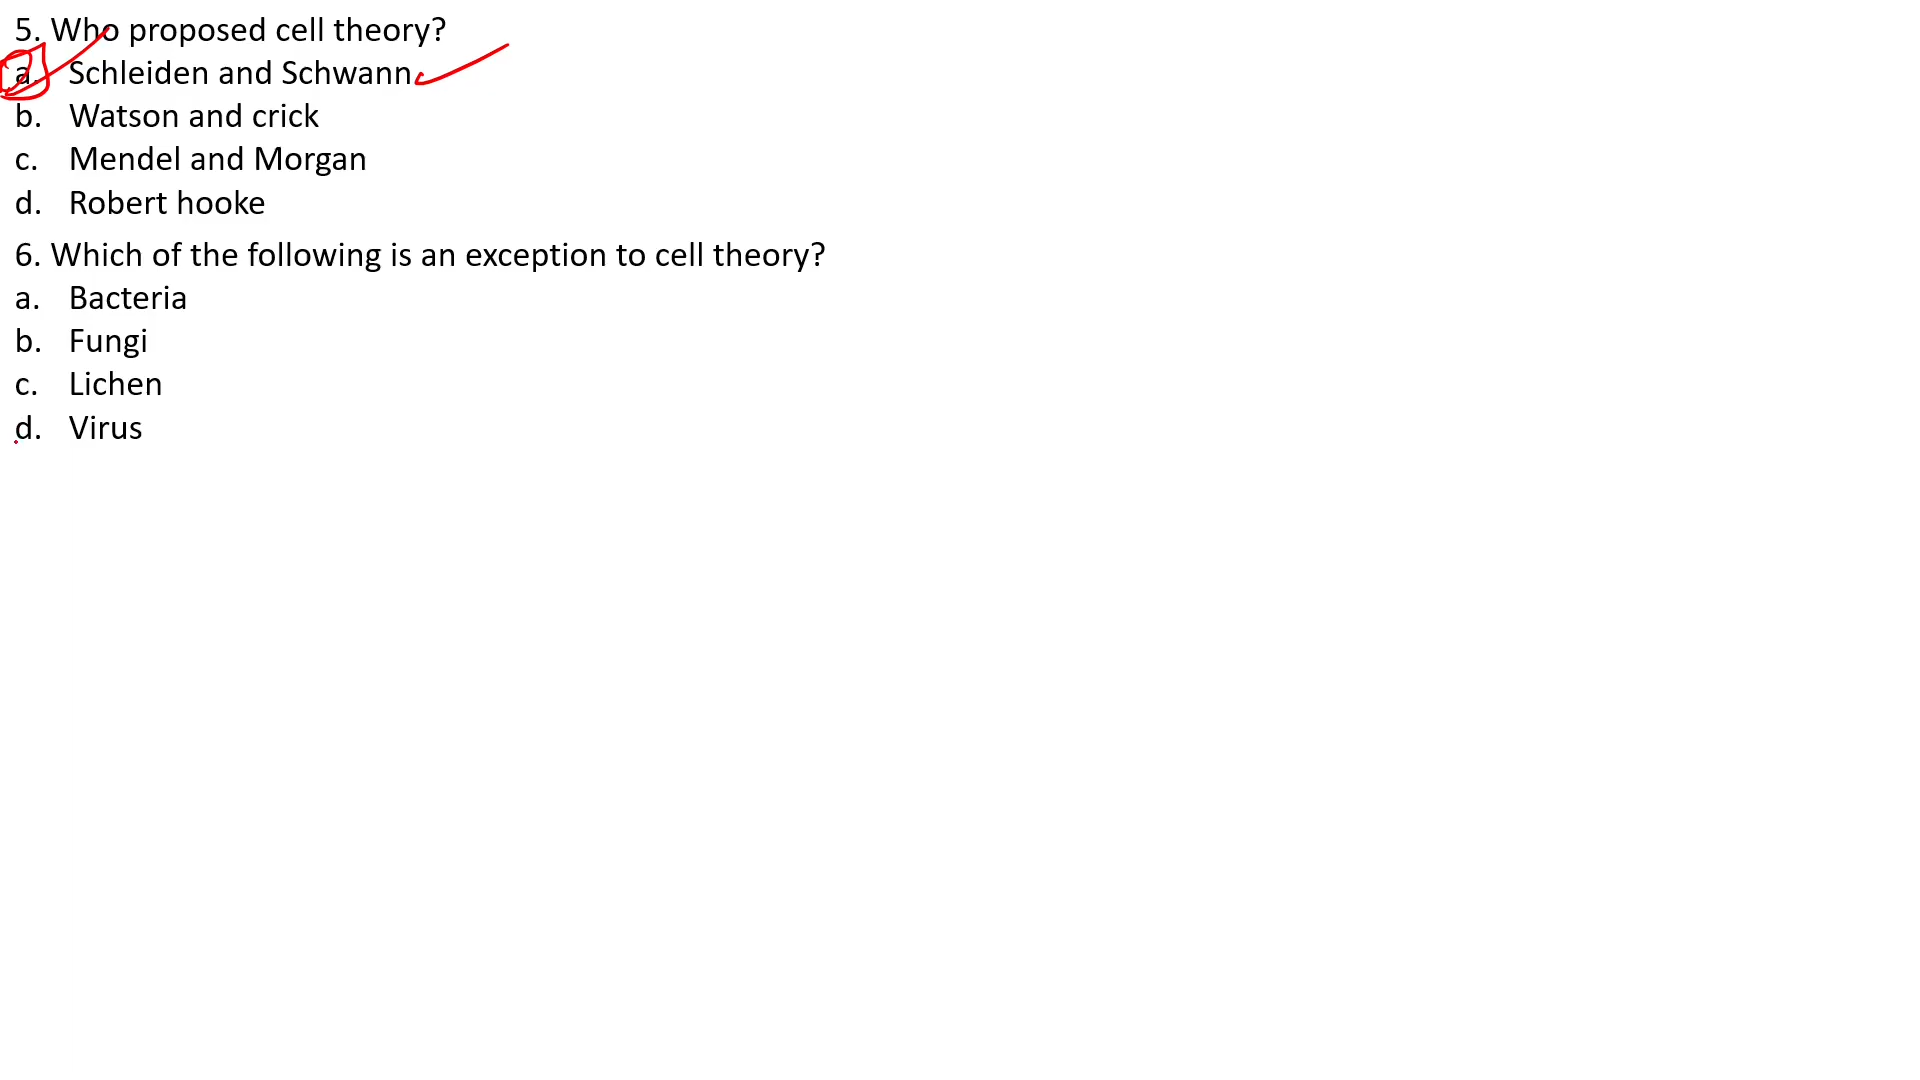 5. Who proposed cell theory?
a. Schleiden and Schwann
b. Watson and crick
c. Mendel and Morgan
d. Robert hooke
6. Which of the following is an exception to cell theory?
a. Bacteria
b. Fungi
c. Lichen
d. Virus